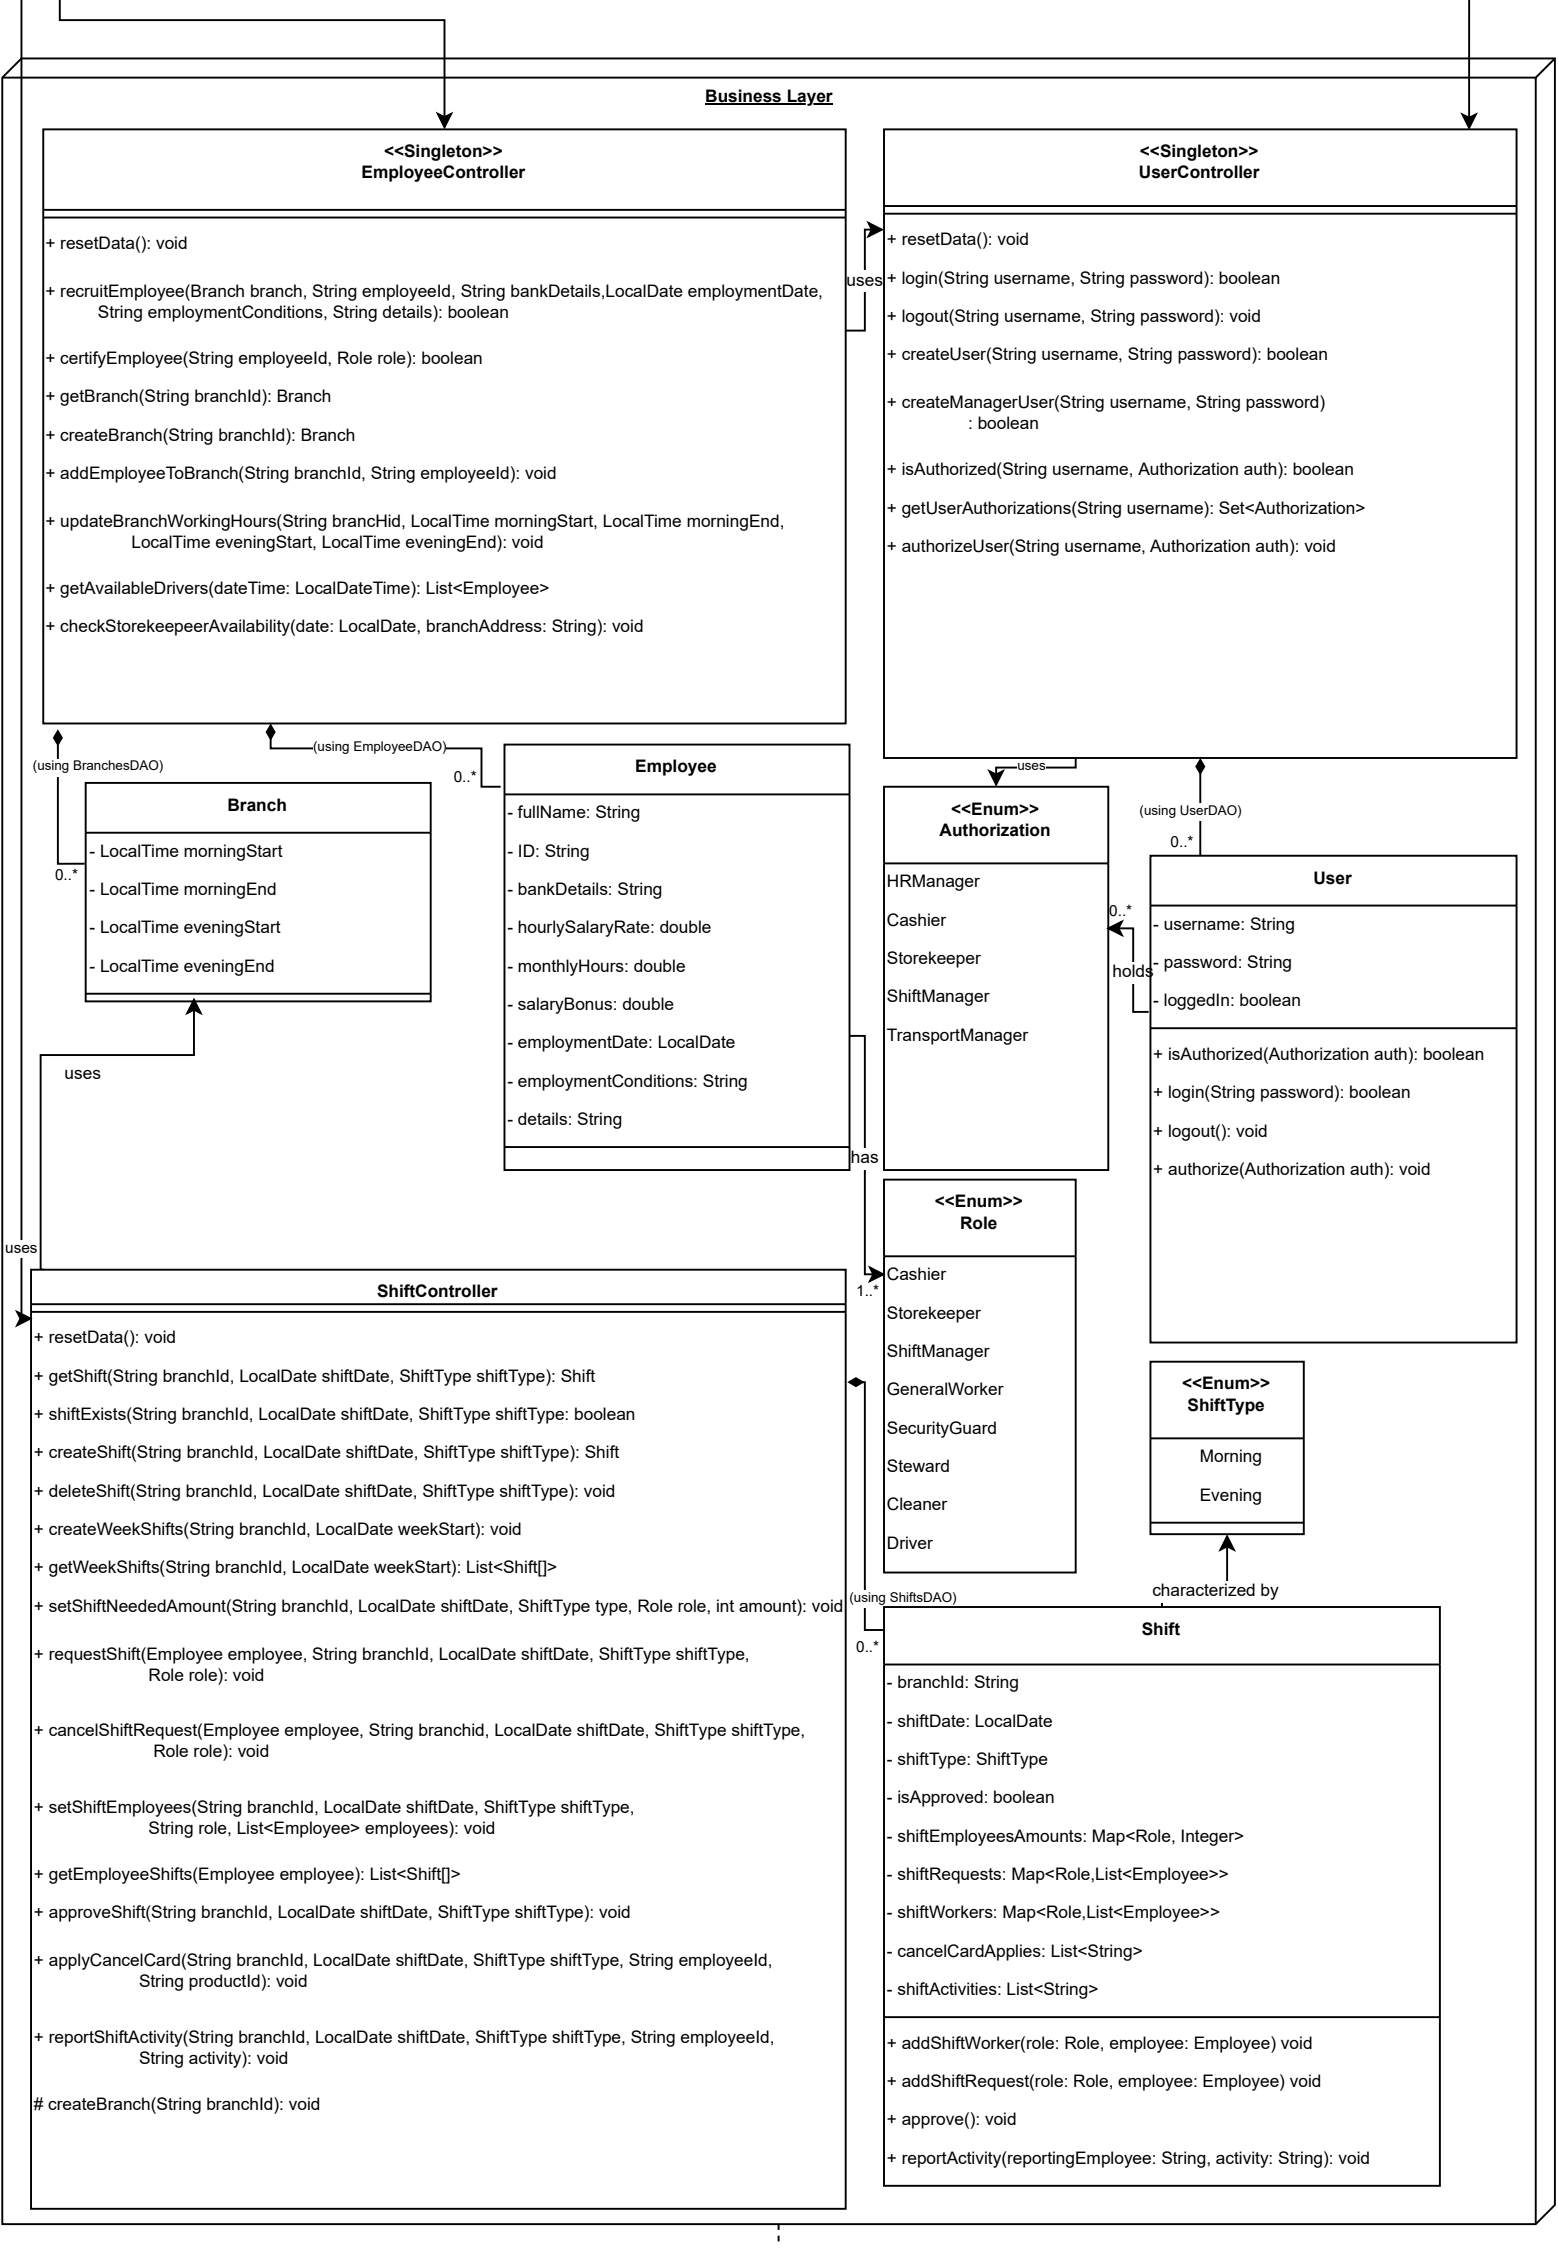 Business Layer
<<Singleton>>
EmployeeController
+ resetData(): void
+ recruitEmployee(Branch branch, String employeeId, String bankDetails,LocalDate employmentDate,
String employmentConditions, String details): boolean
+ certifyEmployee(String employeeId, Role role): boolean
+ getBranch(String branchId): Branch
+ createBranch(String branchId): Branch
+ addEmployeeToBranch(String branchId, String employeeId): void
+ updateBranchWorkingHours(String brancHid, LocalTime morningStart, LocalTime morningEnd,
LocalTime eveningStart, LocalTime eveningEnd): void
+ getAvailableDrivers(dateTime: LocalDateTime): List<Employee>
+ checkStorekeepeerAvailability(date: LocalDate, branchAddress: String): void
uses
<<Singleton>>
UserController
+ resetData(): void
+ login(String username, String password): boolean
+ logout(String username, String password): void
+ createUser(String username, String password): boolean
+ createManagerUser(String username, String password)
: boolean
+ isAuthorized(String username, Authorization auth): boolean
+ getUserAuthorizations(String username): Set<Authorization>
+ authorizeUser(String username, Authorization auth): void
(using BranchesDAO)
0..*
(using EmployeeDAO)
0..*
Branch
- LocalTime morningStart
- LocalTime morningEnd
- LocalTime eveningStart
- LocalTime eveningEnd
uses
Employee
- fullName: String
- ID: String
- bankDetails: String
- hourlySalaryRate: double
- monthlyHours: double
- salaryBonus: double
- employmentDate: LocalDate
- employmentConditions: String
- details: String
has
1..*
uses
<<Enum>>
Authorization
HRManager
Cashier
Storekeeper
ShiftManager
TransportManager
(using UserDAO)
0..*
0..*
holds
User
- username: String
- password: String
- loggedIn: boolean
+ isAuthorized(Authorization auth): boolean
+ login(String password): boolean
+ logout(): void
+ authorize(Authorization auth): void
<<Enum>>
Role
Cashier
Storekeeper
ShiftManager
GeneralWorker
SecurityGuard
Steward
Cleaner
Driver
<<Enum>>
ShiftType
Morning
Evening
characterized by
uses
ShiftController
+ resetData(): void
+ getShift(String branchId, LocalDate shiftDate, ShiftType shiftType): Shift
+ shiftExists(String branchId, LocalDate shiftDate, ShiftType shiftType: boolean
+ createShift(String branchId, LocalDate shiftDate, ShiftType shiftType): Shift
+ deleteShift(String branchId, LocalDate shiftDate, ShiftType shiftType): void
+ createWeekShifts(String branchId, LocalDate weekStart): void
+ getWeekShifts(String branchId, LocalDate weekStart): List<Shift[]>
+ setShiftNeededAmount(String branchId, LocalDate shiftDate, ShiftType type, Role role, int amount): void
+ requestShift(Employee employee, String branchId, LocalDate shiftDate, ShiftType shiftType,
Role role): void
+ cancelShiftRequest(Employee employee, String branchid, LocalDate shiftDate, ShiftType shiftType,
Role role): void
+ setShiftEmployees(String branchId, LocalDate shiftDate, ShiftType shiftType,
String role, List<Employee> employees): void
+ getEmployeeShifts(Employee employee): List<Shift[]>
+ approveShift(String branchId, LocalDate shiftDate, ShiftType shiftType): void
+ applyCancelCard(String branchId, LocalDate shiftDate, ShiftType shiftType, String employeeId,
String productId): void
+ reportShiftActivity(String branchId, LocalDate shiftDate, ShiftType shiftType, String employeeId,
String activity): void
# createBranch(String branchId): void
(using ShiftsDAO)
0..*
Shift
- branchId: String
- shiftDate: LocalDate
- shiftType: ShiftType
- isApproved: boolean
- shiftEmployeesAmounts: Map<Role, Integer>
- shiftRequests: Map<Role,List<Employee>>
- shiftWorkers: Map<Role,List<Employee>>
- cancelCardApplies: List<String>
- shiftActivities: List<String>
+ addShiftWorker(role: Role, employee: Employee) void
+ addShiftRequest(role: Role, employee: Employee) void
+ approve(): void
+ reportActivity(reportingEmployee: String, activity: String): void